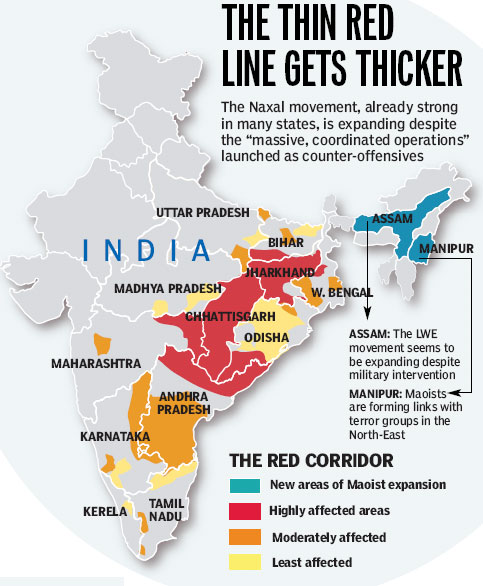 THE THIN RED
LINE GETS THICKER
The Naxal movement, already strong
in many states, is expanding despite
the “massive, coordinated operations”
launched as counter-offensives
UTTAR PRADESH
ASSAM
BIHAR
MANIPUR
INDIA
JHARKHAND
MADHYA PRADESH
W. BENGAL
CHHATTISGARH
ODISHA
ASSAM: The LWE
movement seems to
be expanding despite
military intervention
MAHARASHTRA
MANIPUR: Maoists
are forming links with
terror groups in the
North-East
ANDHRA
PRADESH
KARNATAKA
THE RED CORRIDOR
New areas of Maoist expansion
Highly affected areas
Moderately affected
Least affected
KERELA
TAMIL
NADU